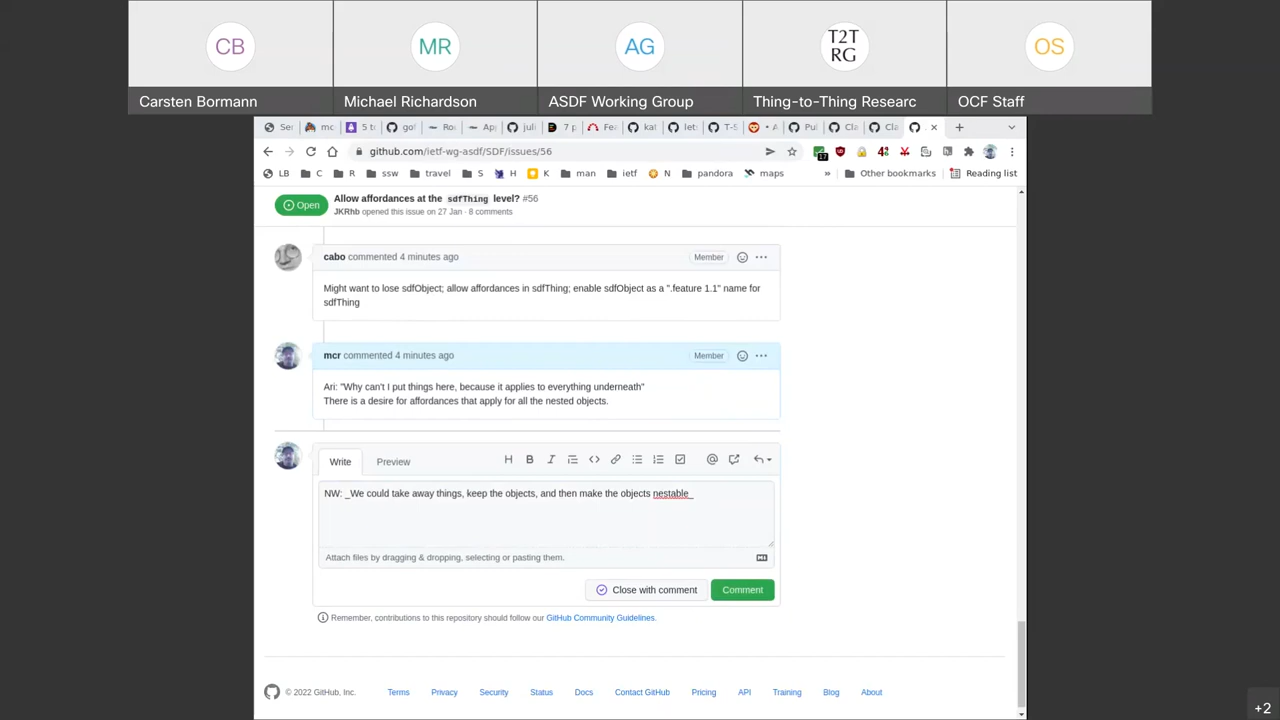 CB
MR
AG
T2T
RG
OS
Carsten Bormann
Michael Richardson
ASDF Working Group
Thing-to-Thing Researc
OCF Staff
github.com/ietf-wg-asdf/SDF/issues/56
17
LB
C
R
ssw
travel
S
H
K
man
ietf
N
pandora
maps
»
Other bookmarks
Reading list
Open
Allow affordances at the sdfThing level? #56
JKRhb opened this issue on 27 Jan · 8 comments
cabo commented 4 minutes ago
Member
Might want to lose sdfObject; allow affordances in sdfThing; enable sdfObject as a ".feature 1.1" name for
sdfThing
mcr commented 4 minutes ago
Member
Ari: "Why can't I put things here, because it applies to everything underneath"
There is a desire for affordances that apply for all the nested objects.
Write
Preview
NW: _We could take away things, keep the objects, and then make the objects nestable_
Attach files by dragging & dropping, selecting or pasting them.
Close with comment
Comment
Remember, contributions to this repository should follow our GitHub Community Guidelines.
© 2022 GitHub, Inc.
Terms
Privacy
Security
Status
Docs
Contact GitHub
Pricing
API
Training
Blog
About
+2